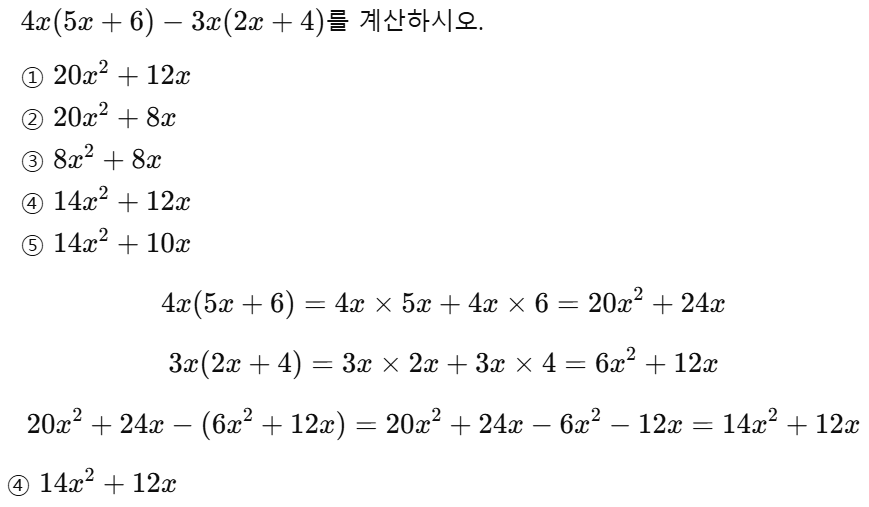 4x(5x + 6) − 3x(2x + 4)를 계산하시오.
① 20x² + 12x
② 20x² + 8x
③ 8x² + 8x
④ 14x² + 12x
⑤ 14x² + 10x
4x(5x + 6) = 4x × 5x + 4x × 6 = 20x² + 24x
3x(2x + 4) = 3x × 2x + 3x × 4 = 6x² + 12x
20x² + 24x − (6x² + 12x) = 20x² + 24x − 6x² − 12x = 14x² + 12x
④ 14x² + 12x